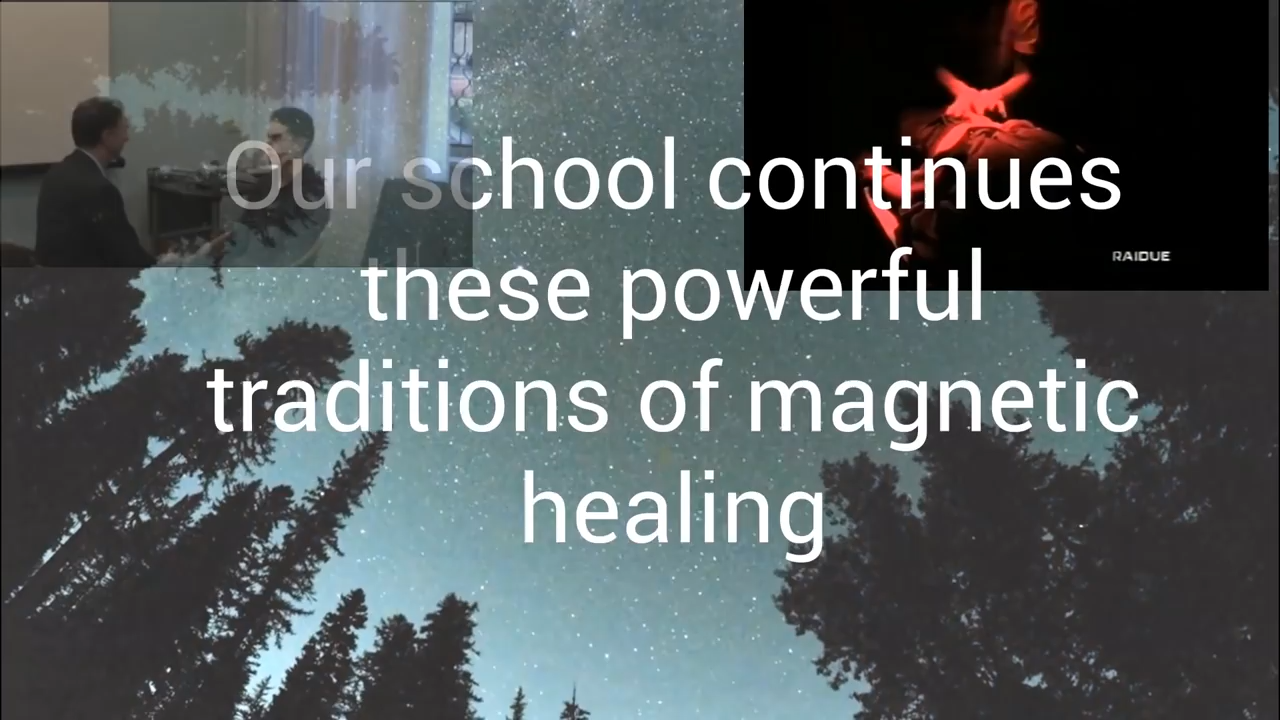 Our school continues
these powerful
traditions of magnetic
healing
RAIDUE